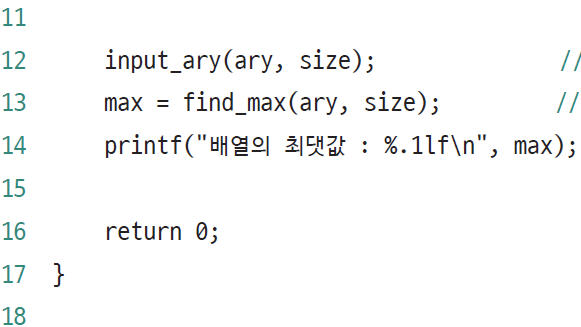 11
12 input_ary(ary, size); //
13 max = find_max(ary, size); //
14 printf("배열의 최댓값 : %.1lf\n", max);
15
16 return 0;
17 }
18